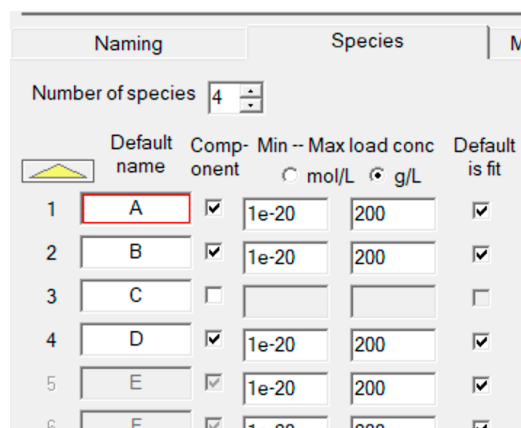 Naming Species M
Number of species 4
Default name Comp- onent Min -- Max load conc Default is fit
mol/L g/L
1 A 1e-20 200
2 B 1e-20 200
3 C
4 D 1e-20 200
5 E 1e-20 200
6